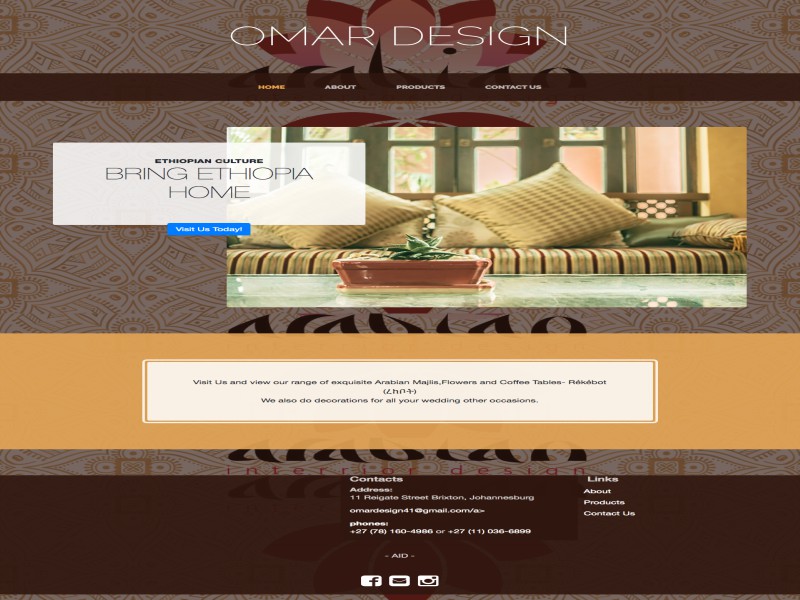 OMAR DESIGN
HOME ABOUT PRODUCTS CONTACT US
ETHIOPIAN CULTURE
BRING ETHIOPIA
HOME
Visit Us Today!
Visit Us and view our range of exquisite Arabian Majlis,Flowers and Coffee Tables- Rékébot
(ረከቦት)
We also do decorations for all your wedding other occasions.
arabian
interrior design
Contacts
Address:
11 Reigate Street Brixton, Johannesburg
omardesign41@gmail.com/a>
phones:
+27 (78) 160-4986 or +27 (11) 036-6899
Links
About
Products
Contact Us
- AID -